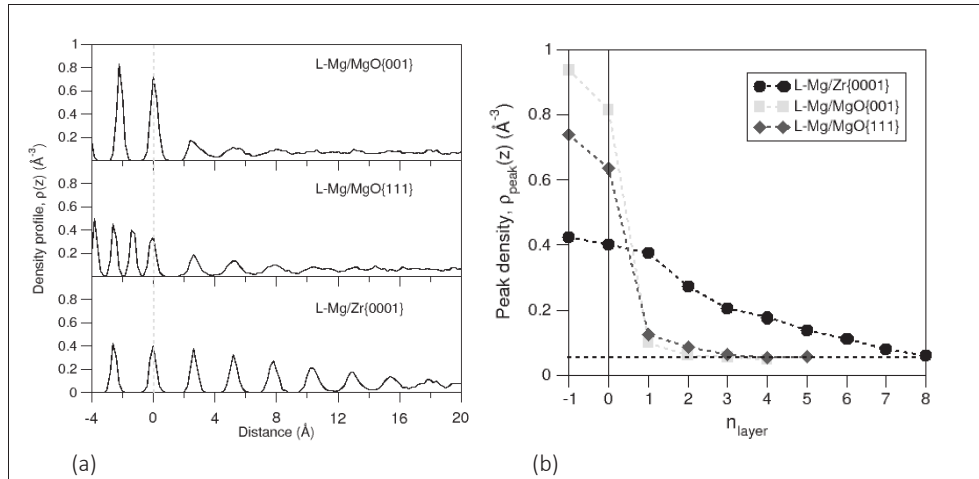 1
0.8
0.6
0.4
0.2
L-Mg/MgO{001}
0.8
0.6
0.4
0.2
L-Mg/MgO{111}
0.8
0.6
0.4
0.2
0
L-Mg/Zr{0001}
Density profile, ρ(z) (Å-3)
-4 0 4 8 12 16 20
Distance (Å)
(a)
1
0.8
0.6
0.4
0.2
0
Peak density, ρpeak(z) (Å-3)
L-Mg/Zr{0001}
L-Mg/MgO{001}
L-Mg/MgO{111}
-1 0 1 2 3 4 5 6 7 8
nlayer
(b)